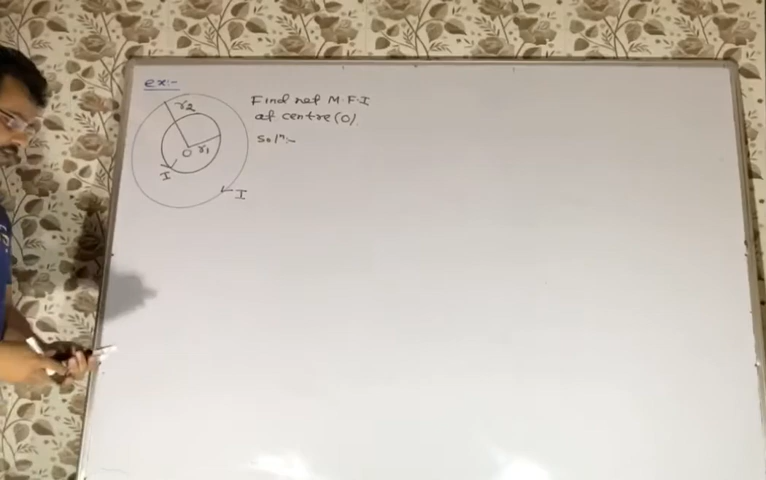 ex:-
r2
O r1
I
I
Find net M.F.I
at centre (O).
Solⁿ:-